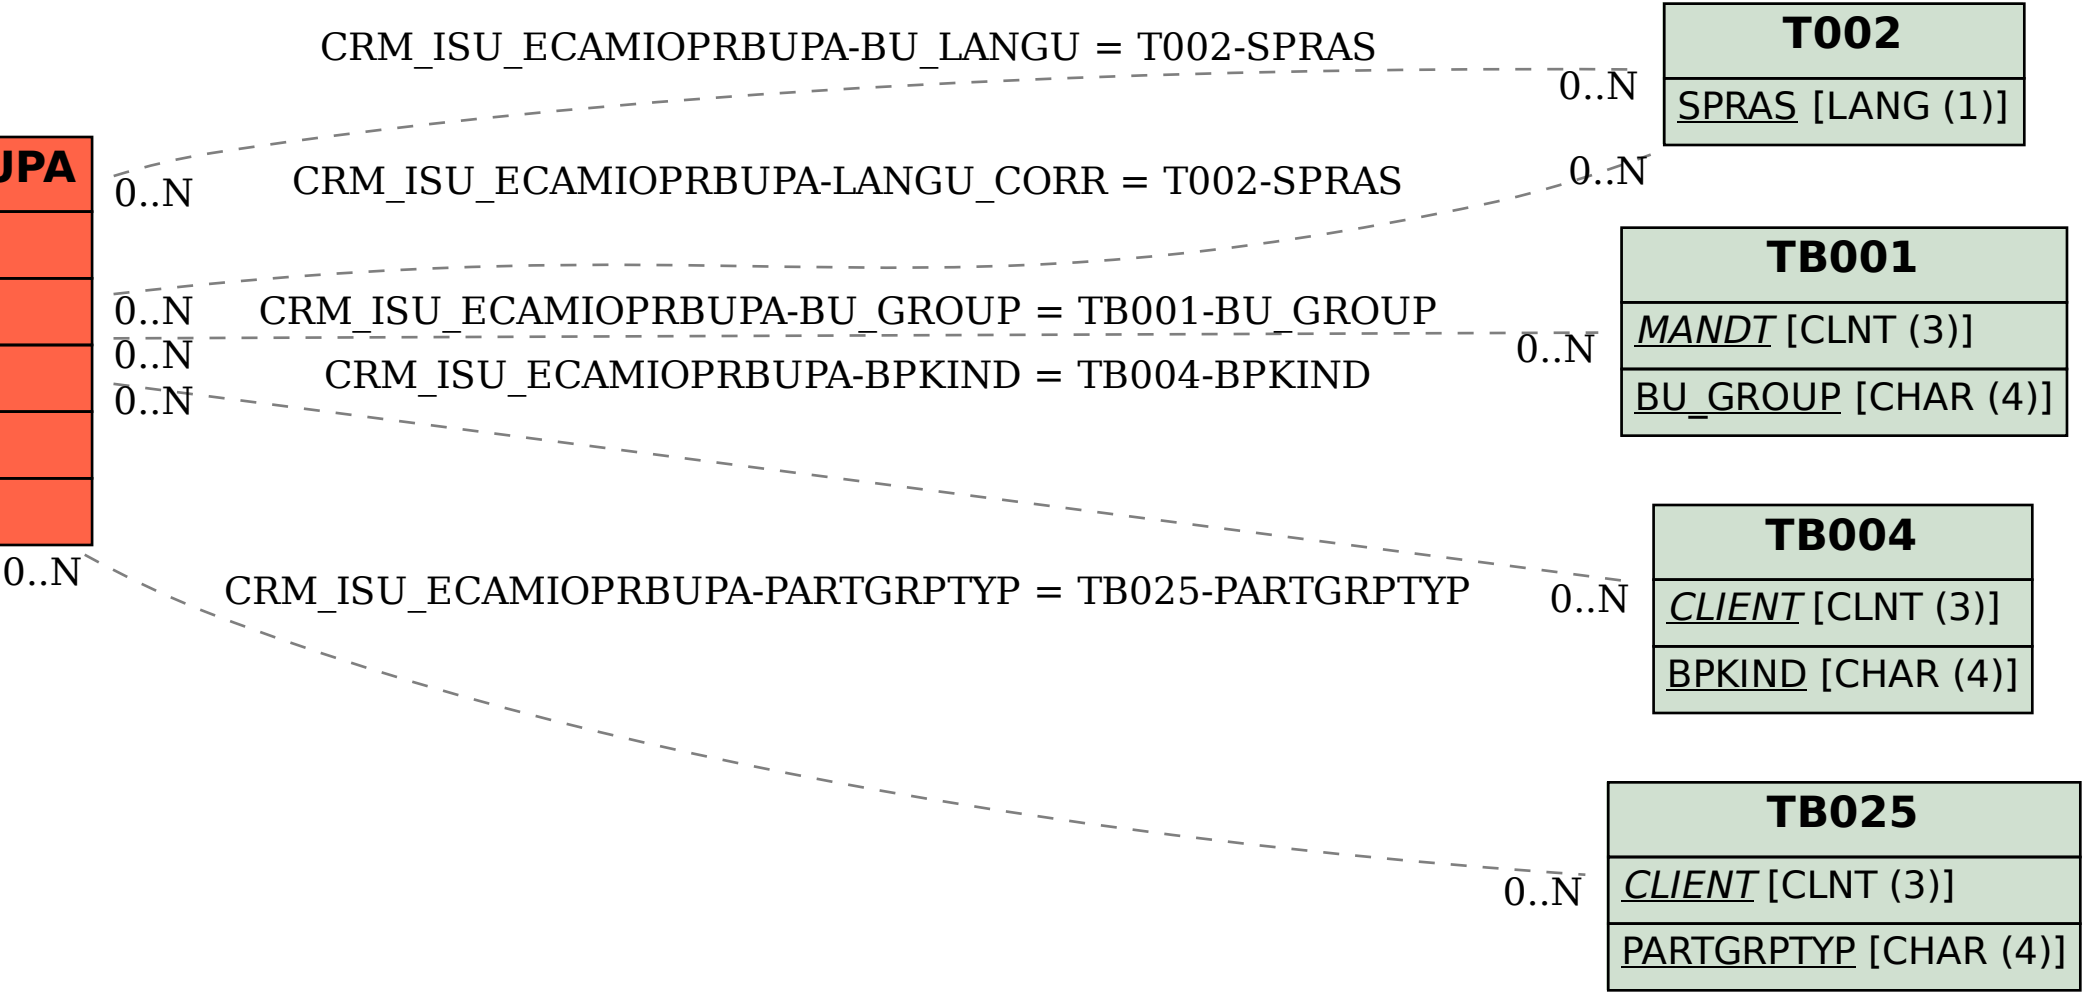 UPA
0..N
0..N
0..N
0..N
0..N
CRM_ISU_ECAMIOPRBUPA-BU_LANGU = T002-SPRAS
CRM_ISU_ECAMIOPRBUPA-LANGU_CORR = T002-SPRAS
CRM_ISU_ECAMIOPRBUPA-BU_GROUP = TB001-BU_GROUP
CRM_ISU_ECAMIOPRBUPA-BPKIND = TB004-BPKIND
CRM_ISU_ECAMIOPRBUPA-PARTGRPTYP = TB025-PARTGRPTYP
0..N
0..N
0..N
0..N
0..N
T002
SPRAS [LANG (1)]
TB001
MANDT [CLNT (3)]
BU_GROUP [CHAR (4)]
TB004
CLIENT [CLNT (3)]
BPKIND [CHAR (4)]
TB025
CLIENT [CLNT (3)]
PARTGRPTYP [CHAR (4)]